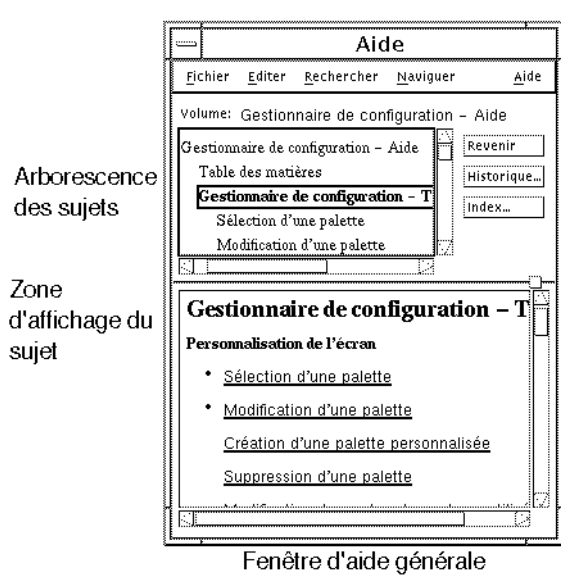 Aide
Fichier Editer Rechercher Naviguer Aide
Volume: Gestionnaire de configuration – Aide
Gestionnaire de configuration – Aide
Table des matières
Gestionnaire de configuration – T
Sélection d'une palette
Modification d'une palette
Revenir
Historique...
Index...
Arborescence
des sujets
Zone
d'affichage du
sujet
Gestionnaire de configuration – T
Personnalisation de l'écran
• Sélection d'une palette
• Modification d'une palette
Création d'une palette personnalisée
Suppression d'une palette
Fenêtre d'aide générale